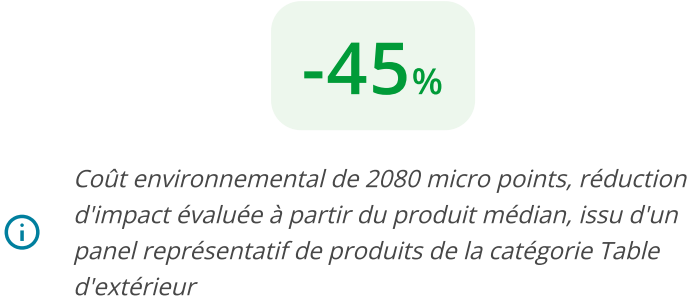 -45%
Coût environnemental de 2080 micro points, réduction
d'impact évaluée à partir du produit médian, issu d'un
panel représentatif de produits de la catégorie Table
d'extérieur